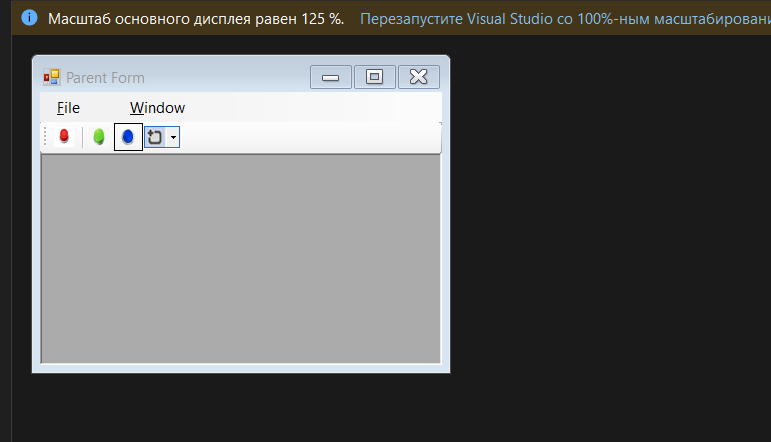 Масштаб основного дисплея равен 125 %. Перезапустите Visual Studio со 100%-ным масштабировани
Parent Form
File Window